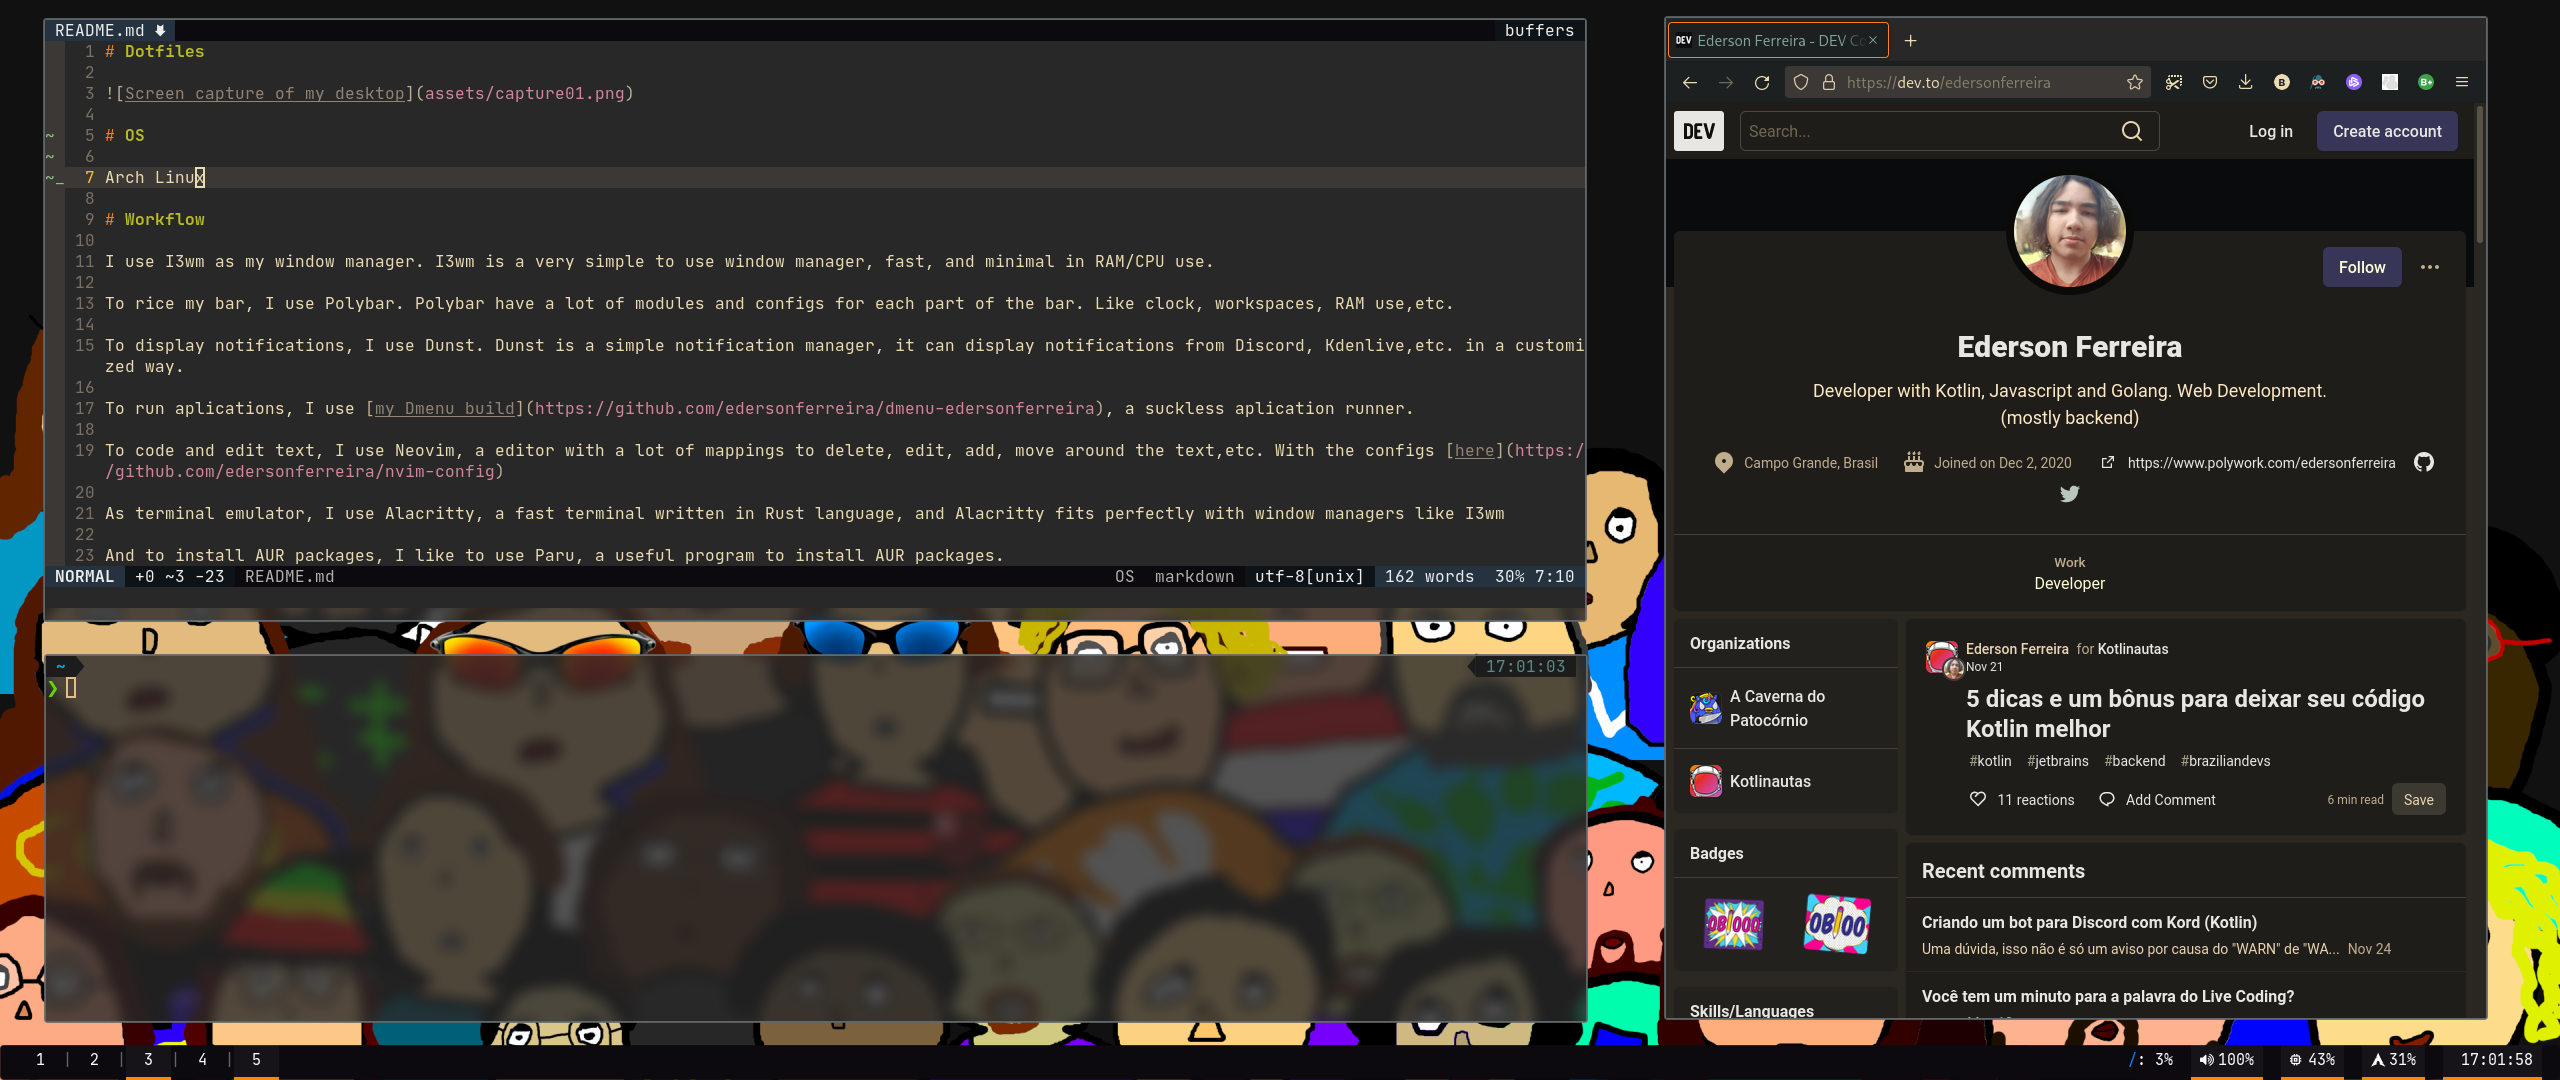 README.md
buffers
1 # Dotfiles
2
3 ![Screen capture of my desktop](assets/capture01.png)
4
~ 5 # OS
~ 6
~_ 7 Arch Linux
8
9 # Workflow
10
11 I use I3wm as my window manager. I3wm is a very simple to use window manager, fast, and minimal in RAM/CPU use.
12
13 To rice my bar, I use Polybar. Polybar have a lot of modules and configs for each part of the bar. Like clock, workspaces, RAM use,etc.
14
15 To display notifications, I use Dunst. Dunst is a simple notification manager, it can display notifications from Discord, Kdenlive,etc. in a customi
zed way.
16
17 To run aplications, I use [my Dmenu build](https://github.com/edersonferreira/dmenu-edersonferreira), a suckless aplication runner.
18
19 To code and edit text, I use Neovim, a editor with a lot of mappings to delete, edit, add, move around the text,etc. With the configs [here](https:/
/github.com/edersonferreira/nvim-config)
20
21 As terminal emulator, I use Alacritty, a fast terminal written in Rust language, and Alacritty fits perfectly with window managers like I3wm
22
23 And to install AUR packages, I like to use Paru, a useful program to install AUR packages.
NORMAL +0 ~3 -23 README.md OS markdown utf-8[unix] 162 words 30% 7:10
~ 17:01:03
❯
DEV Ederson Ferreira - DEV Co × +
https://dev.to/edersonferreira
DEV Search... Log in Create account
Follow ...
Ederson Ferreira
Developer with Kotlin, Javascript and Golang. Web Development.
(mostly backend)
Campo Grande, Brasil Joined on Dec 2, 2020 https://www.polywork.com/edersonferreira
Work
Developer
Organizations
A Caverna do
Patocórnio
Kotlinautas
Badges
Skills/Languages
Ederson Ferreira for Kotlinautas
Nov 21
5 dicas e um bônus para deixar seu código
Kotlin melhor
#kotlin #jetbrains #backend #braziliandevs
11 reactions Add Comment 6 min read Save
Recent comments
Criando um bot para Discord com Kord (Kotlin)
Uma dúvida, isso não é só um aviso por causa do "WARN" de "WA... Nov 24
Você tem um minuto para a palavra do Live Coding?
1 | 2 | 3 | 4 | 5
/: 3% 100% 43% 31% 17:01:58